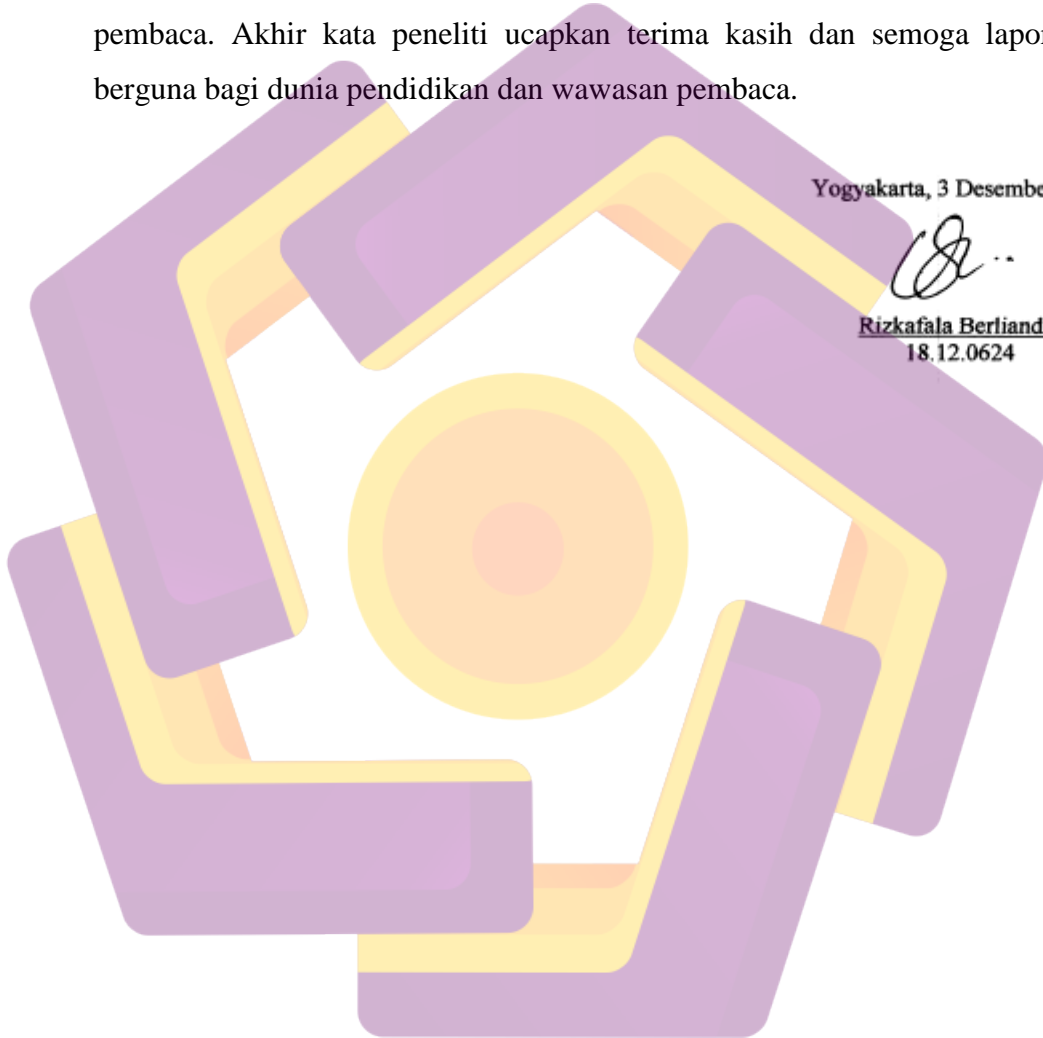 pembaca. Akhir kata peneliti ucapkan terima kasih dan semoga lapor
berguna bagi dunia pendidikan dan wawasan pembaca.
Yogyakarta, 3 Desembe
Rizkafala Berliand
18.12.0624